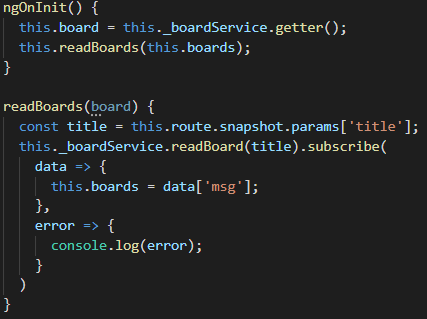 ngOnInit() {
  this.board = this._boardService.getter();
  this.readBoards(this.boards);
}

readBoards(board) {
  const title = this.route.snapshot.params['title'];
  this._boardService.readBoard(title).subscribe(
    data => {
      this.boards = data['msg'];
    },
    error => {
      console.log(error);
    }
  )
}